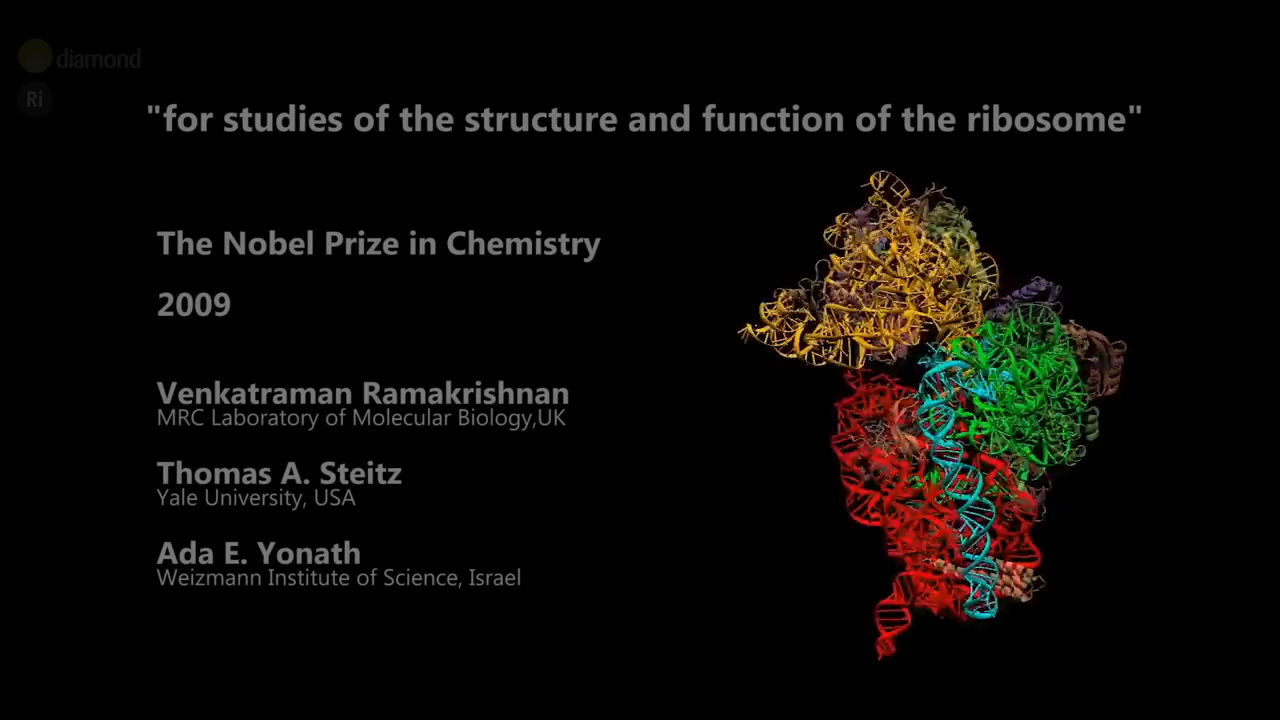 diamond
Ri
"for studies of the structure and function of the ribosome"
The Nobel Prize in Chemistry
2009
Venkatraman Ramakrishnan
MRC Laboratory of Molecular Biology,UK
Thomas A. Steitz
Yale University, USA
Ada E. Yonath
Weizmann Institute of Science, Israel